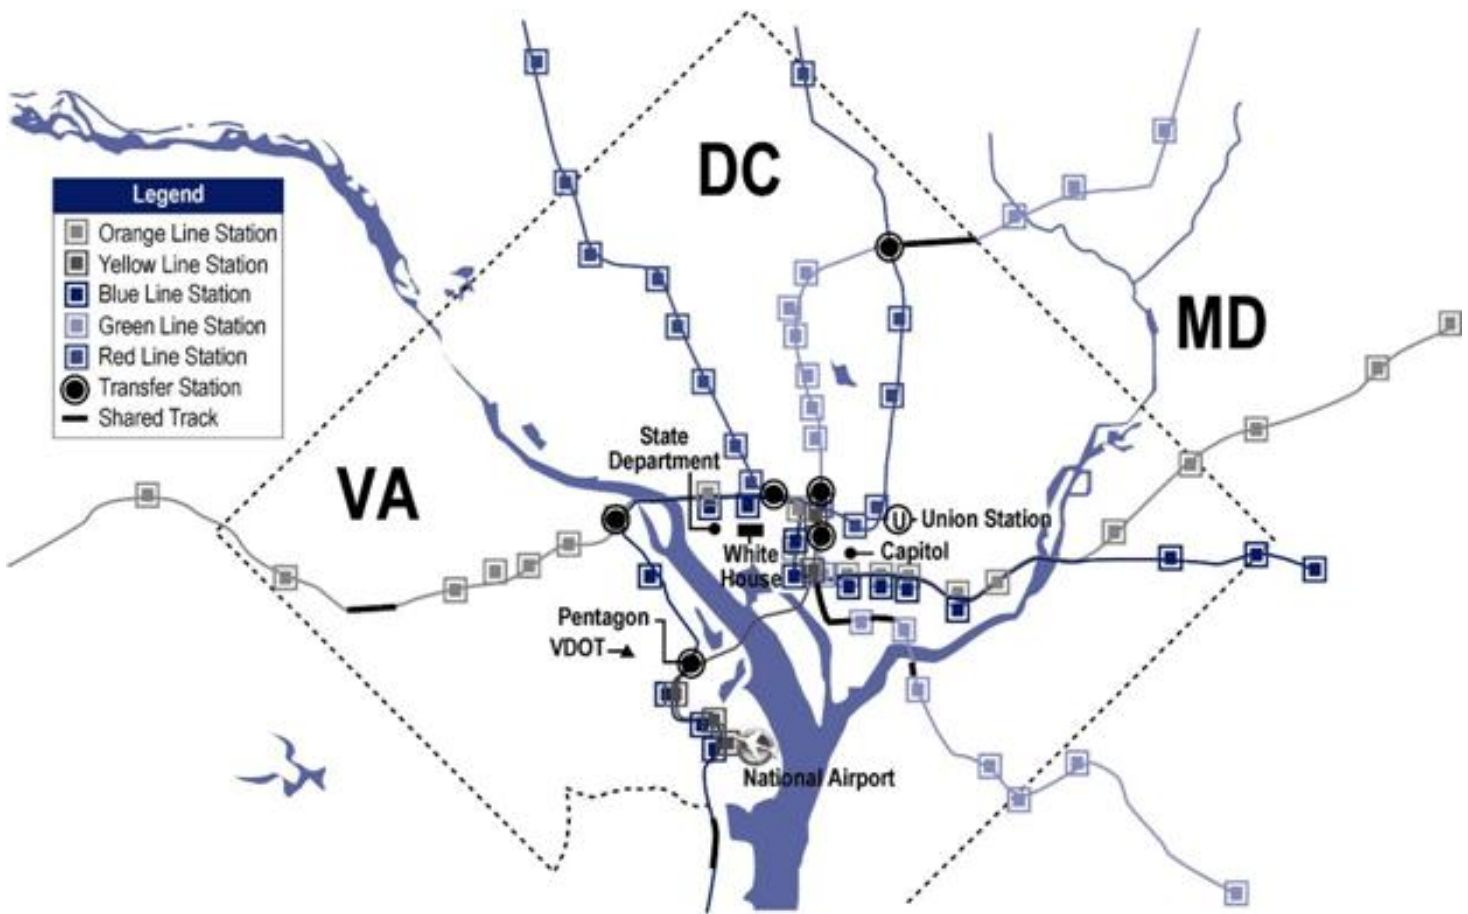 DC
Legend
Orange Line Station
Yellow Line Station
Blue Line Station
Green Line Station
Red Line Station
Transfer Station
Shared Track
MD
VA
State
Department
U
Union Station
White
House
Capitol
Pentagon
VDOT
National Airport